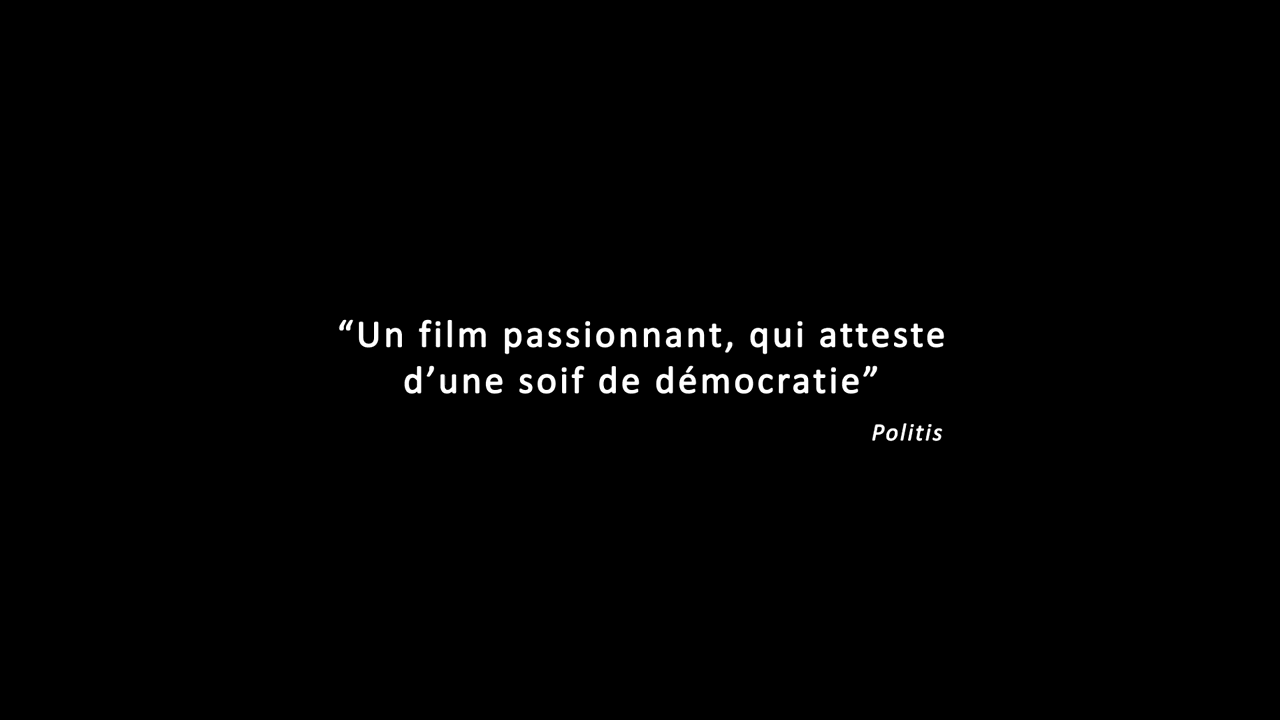 “Un film passionnant, qui atteste
d’une soif de démocratie”
Politis